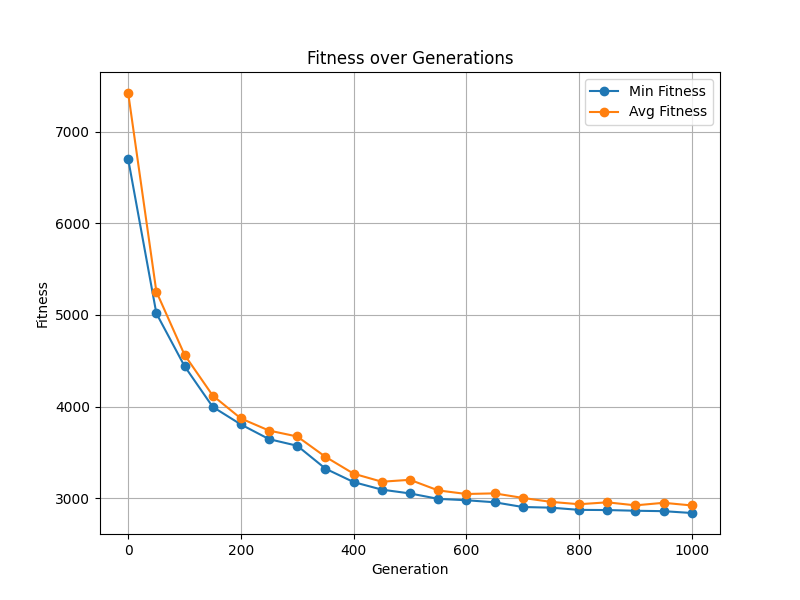 Fitness over Generations
Min Fitness
Avg Fitness
7000
6000
5000
4000
3000
Fitness
0 200 400 600 800 1000
Generation